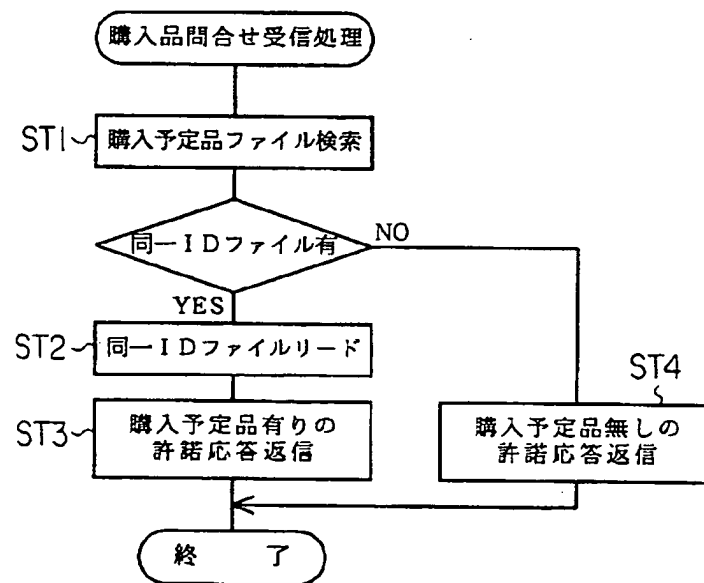 購入品問合せ受信処理
ST1
購入予定品ファイル検索
同一IDファイル有
NO
YES
ST2
同一IDファイルリード
ST4
ST3
購入予定品有りの
許諾応答返信
購入予定品無しの
許諾応答返信
終 了